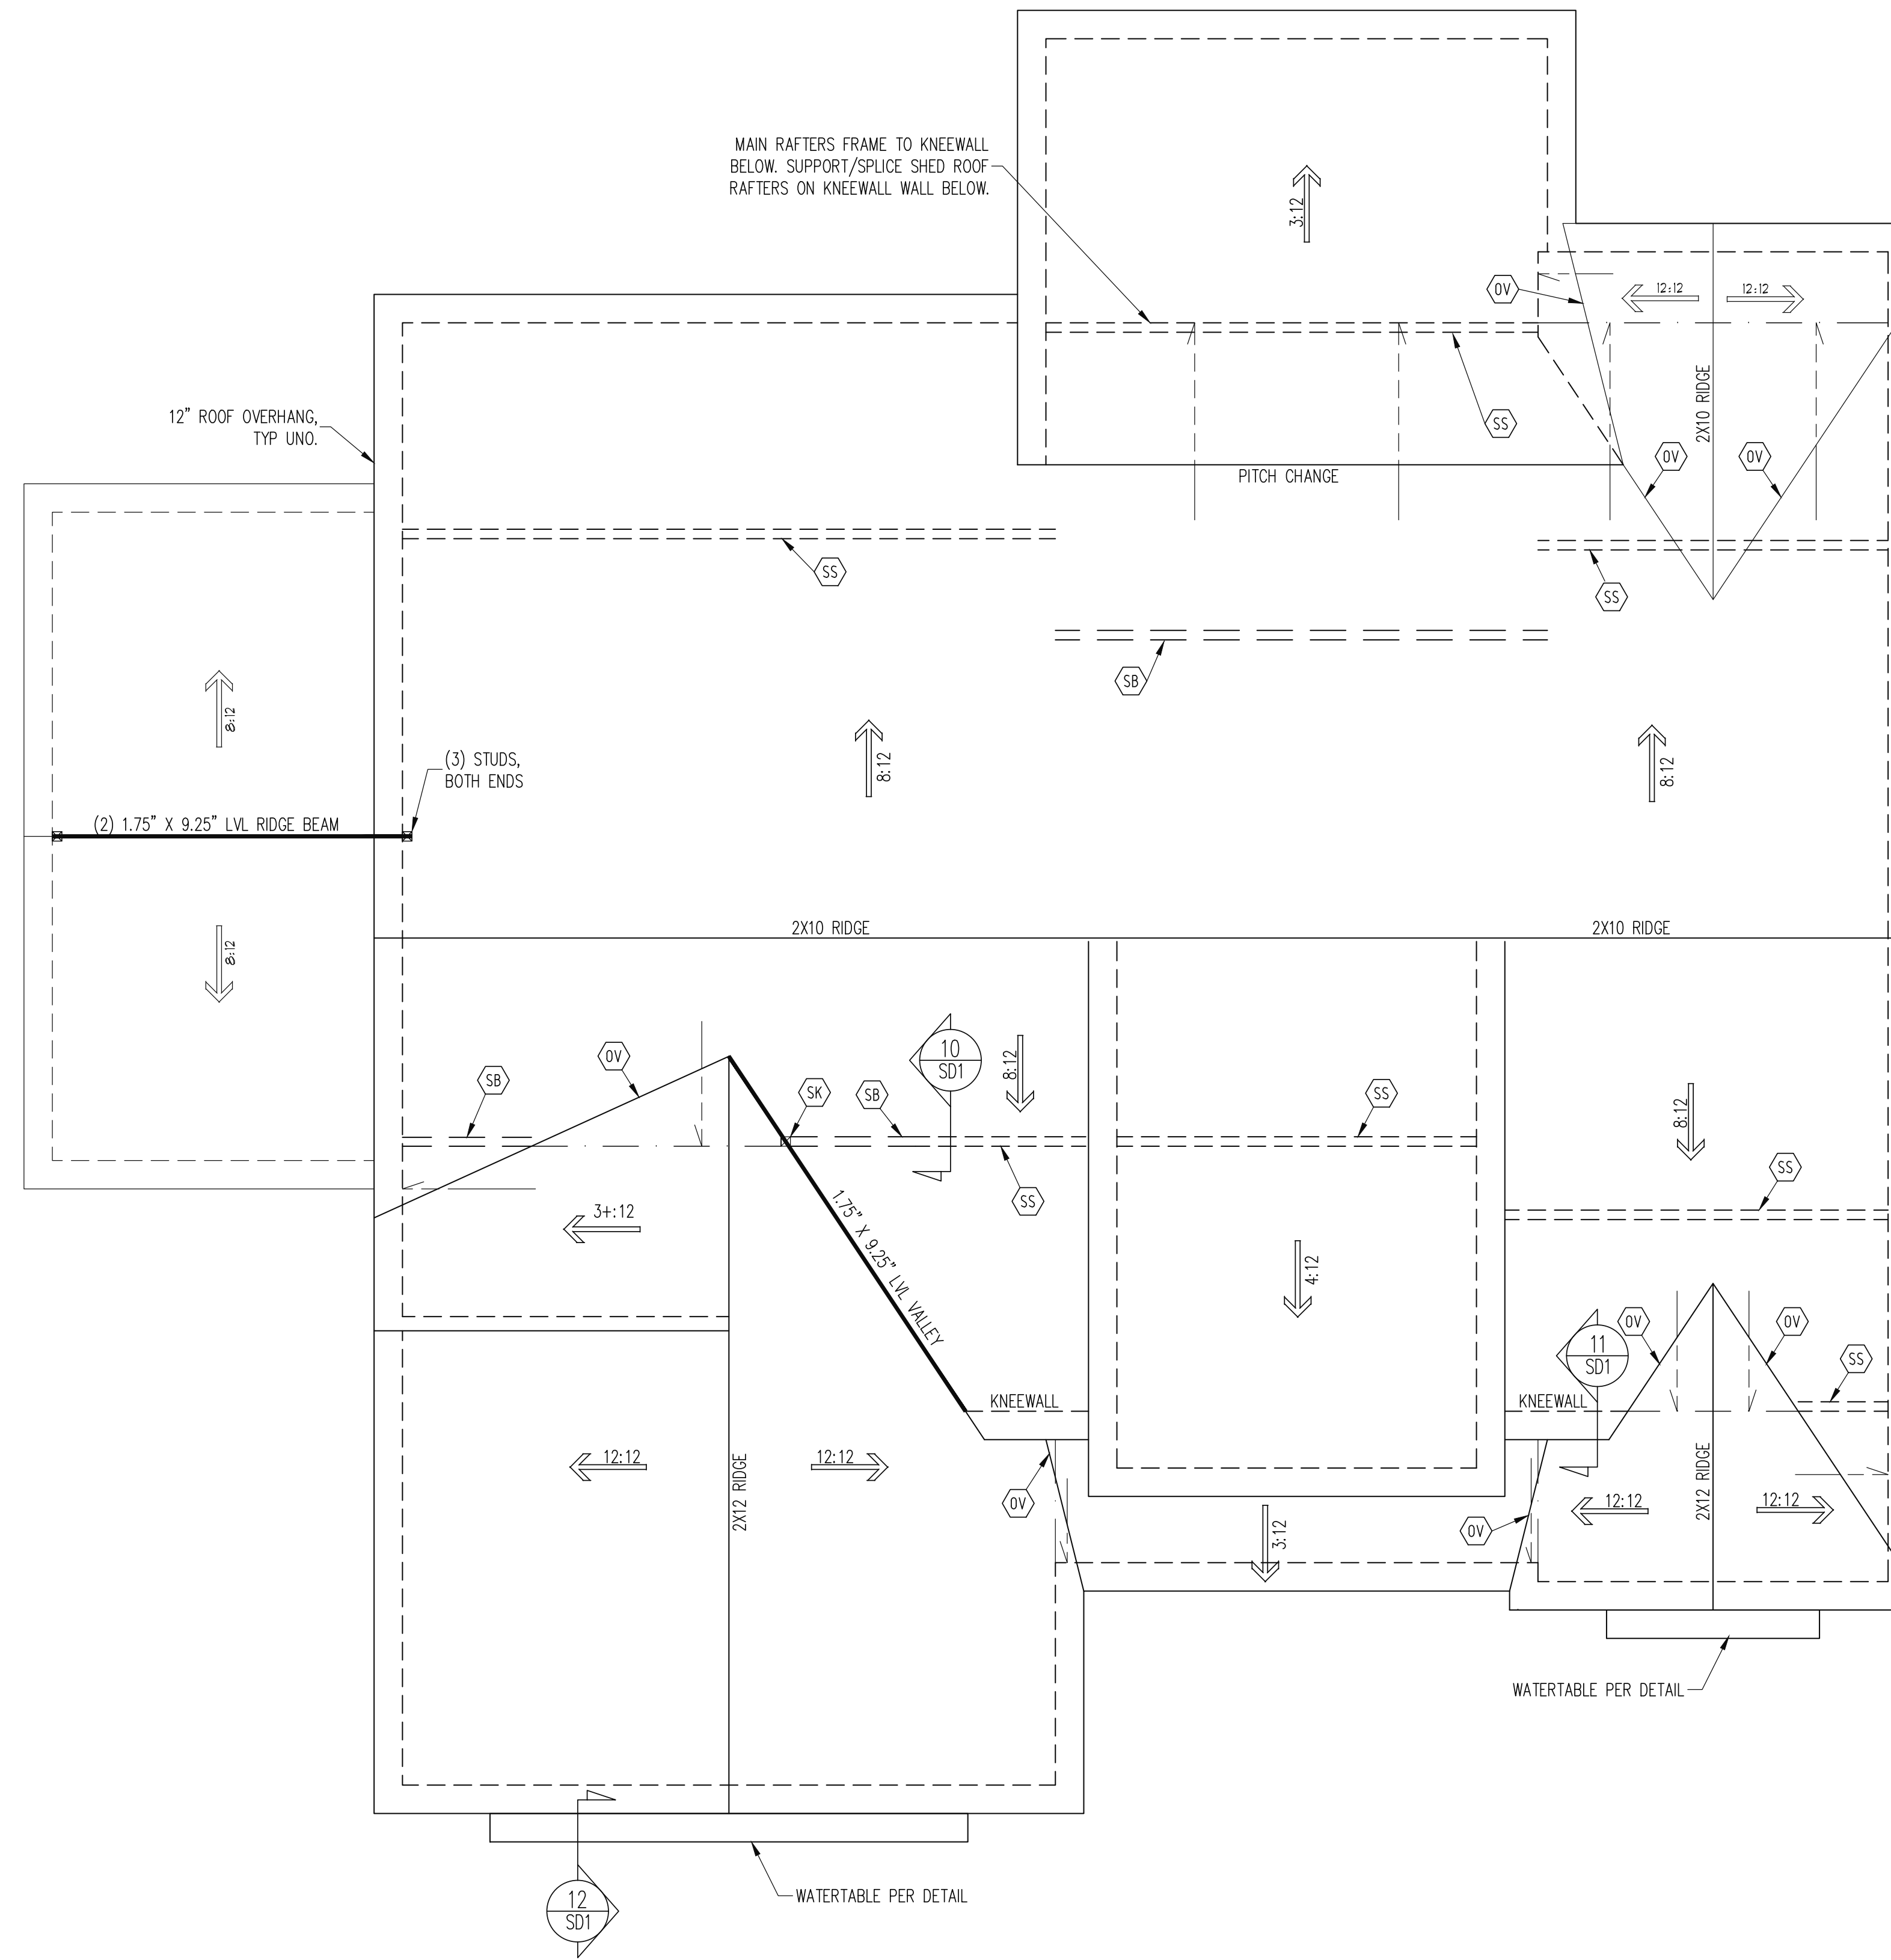 MAIN RAFTERS FRAME TO KNEEWALL
BELOW. SUPPORT/SPLICE SHED ROOF
RAFTERS ON KNEEWALL WALL BELOW.
3:12
OV
12:12
12:12
2X10 RIDGE
12" ROOF OVERHANG,
TYP UNO.
SS
OV
OV
PITCH CHANGE
SS
SS
SB
8:12
8:12
8:12
(3) STUDS,
BOTH ENDS
(2) 1.75" X 9.25" LVL RIDGE BEAM
2X10 RIDGE
2X10 RIDGE
8:12
SB
OV
10
SD1
8:12
SK
SB
SS
8:12
SS
SS
3+:12
1.75" X 9.25" LVL VALLEY
4:12
OV
11
SD1
OV
SS
KNEEWALL
KNEEWALL
12:12
12:12
2X12 RIDGE
OV
3:12
OV
12:12
2X12 RIDGE
12:12
WATERTABLE PER DETAIL
WATERTABLE PER DETAIL
12
SD1